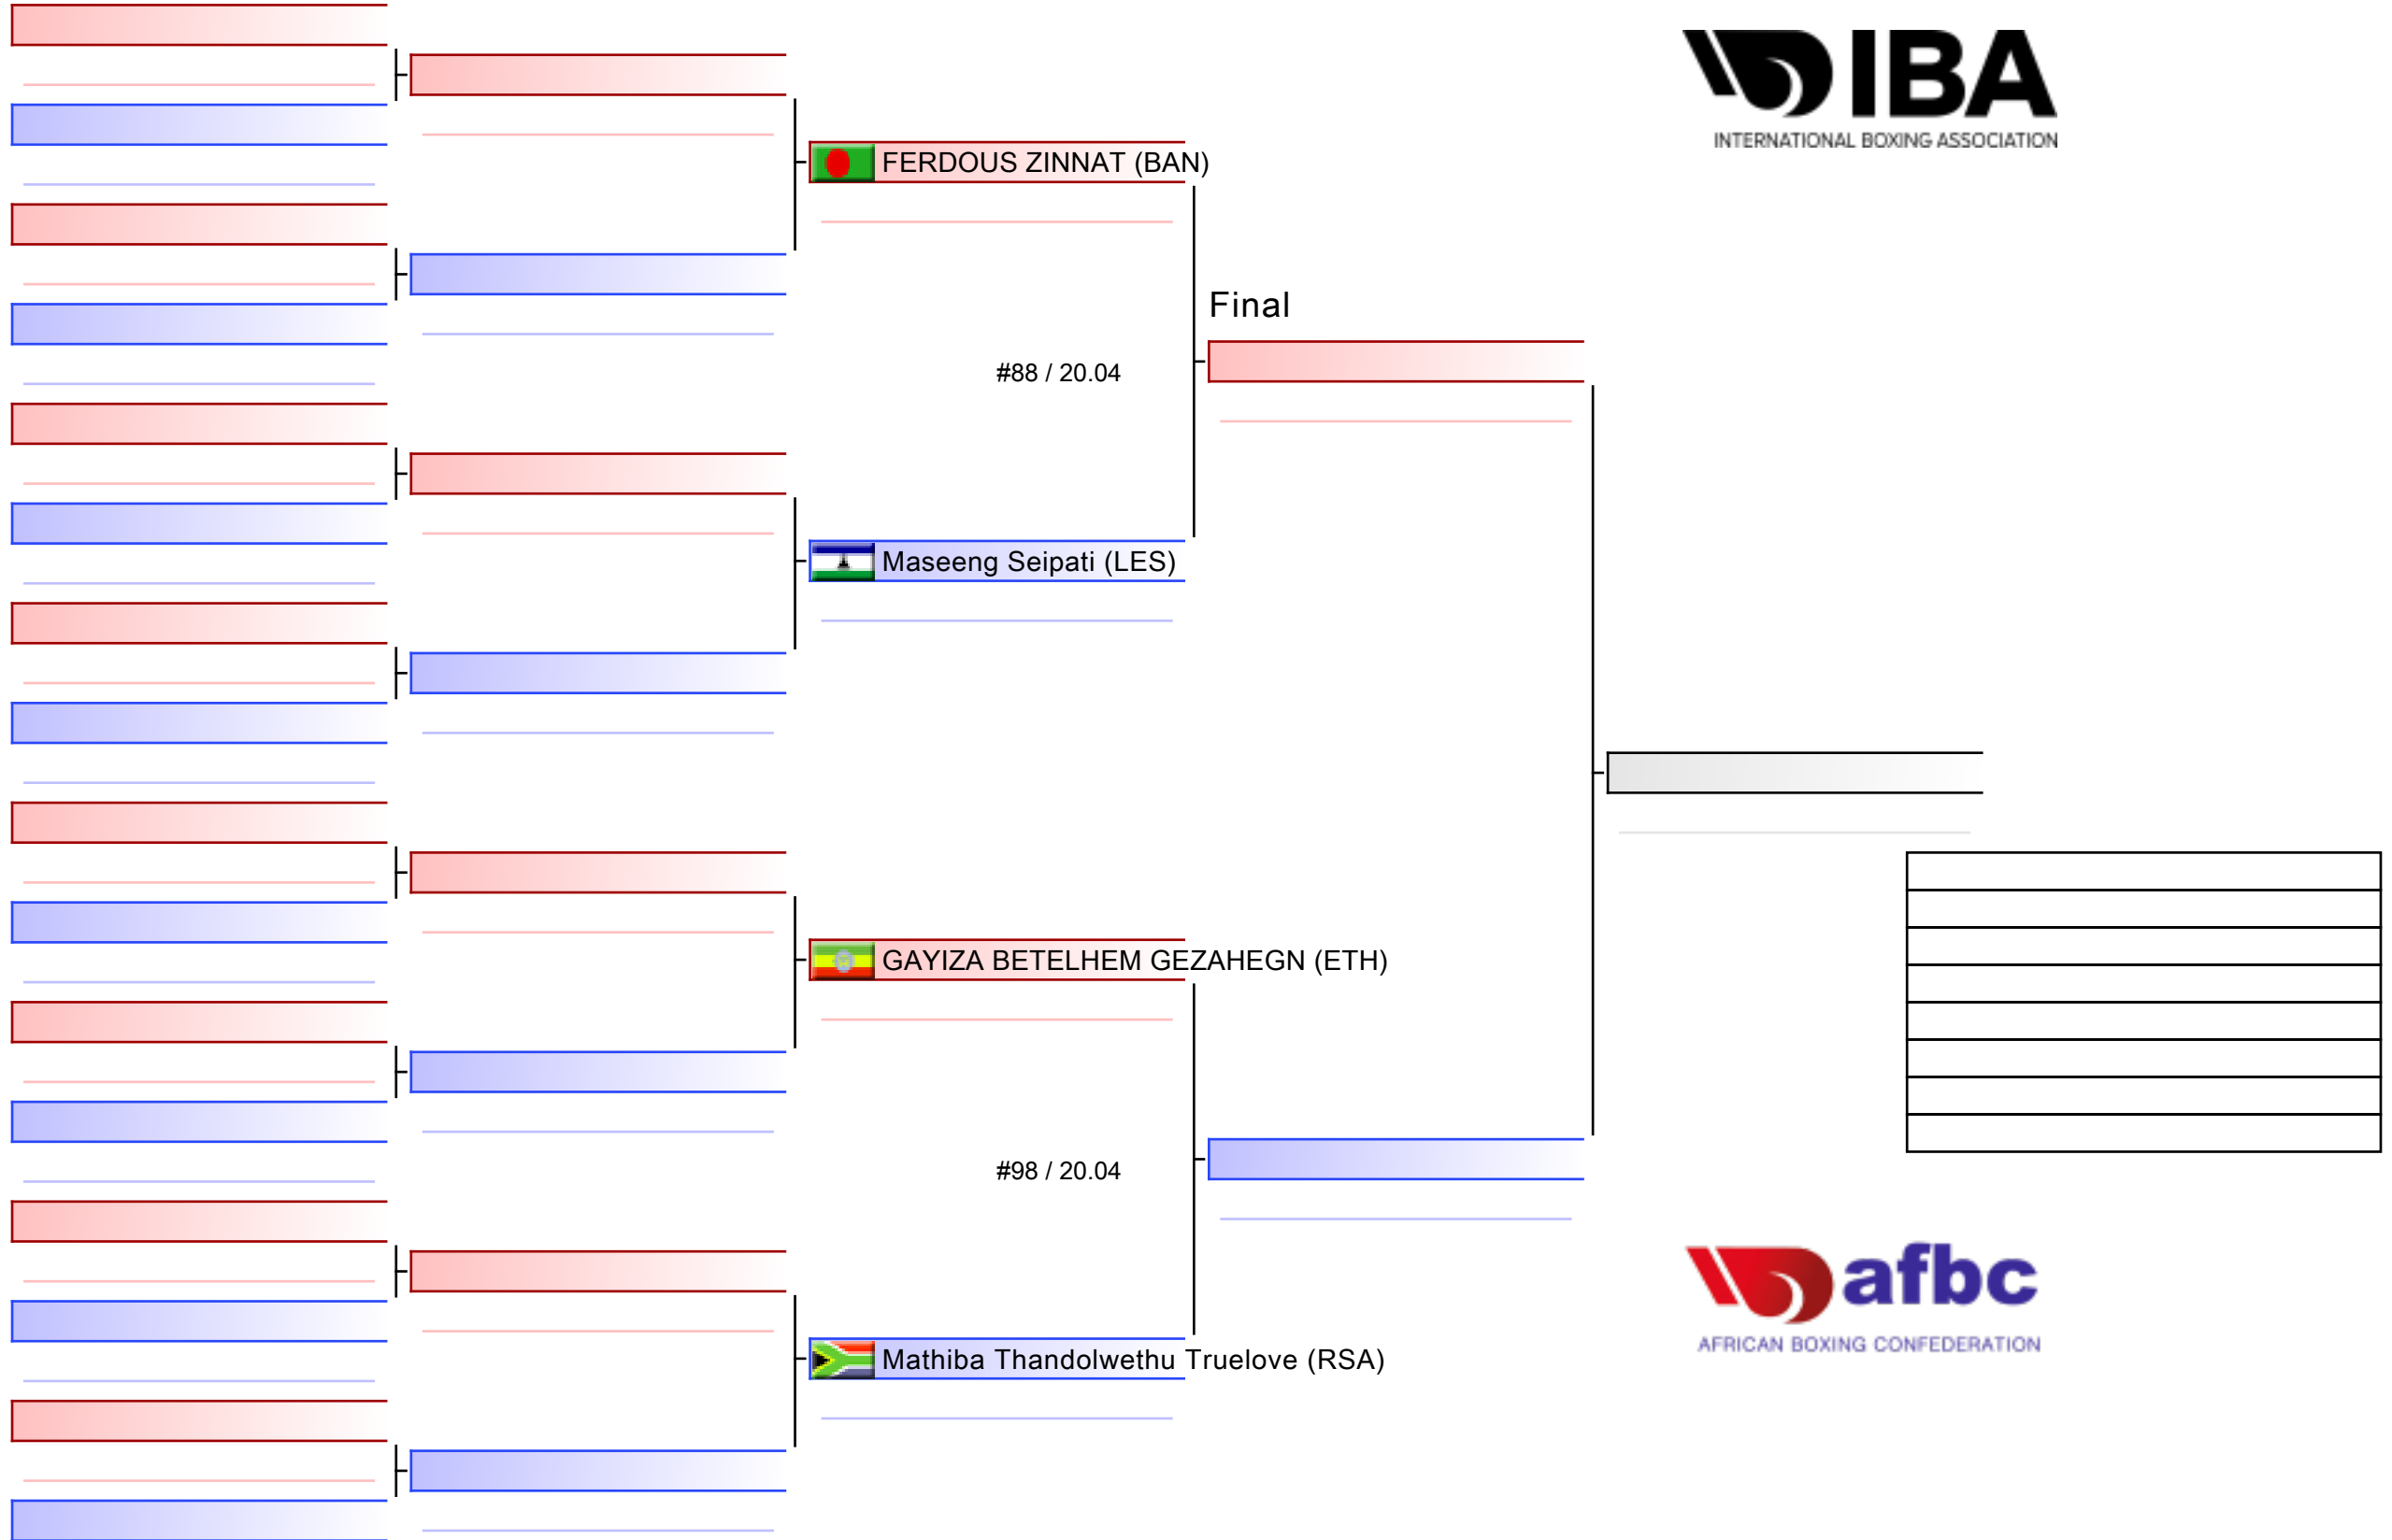 IBA
INTERNATIONAL BOXING ASSOCIATION
FERDOUS ZINNAT (BAN)
Final
#88 / 20.04
Maseeng Seipati (LES)
GAYIZA BETELHEM GEZAHEGN (ETH)
#98 / 20.04
afbc
AFRICAN BOXING CONFEDERATION
Mathiba Thandolwethu Truelove (RSA)